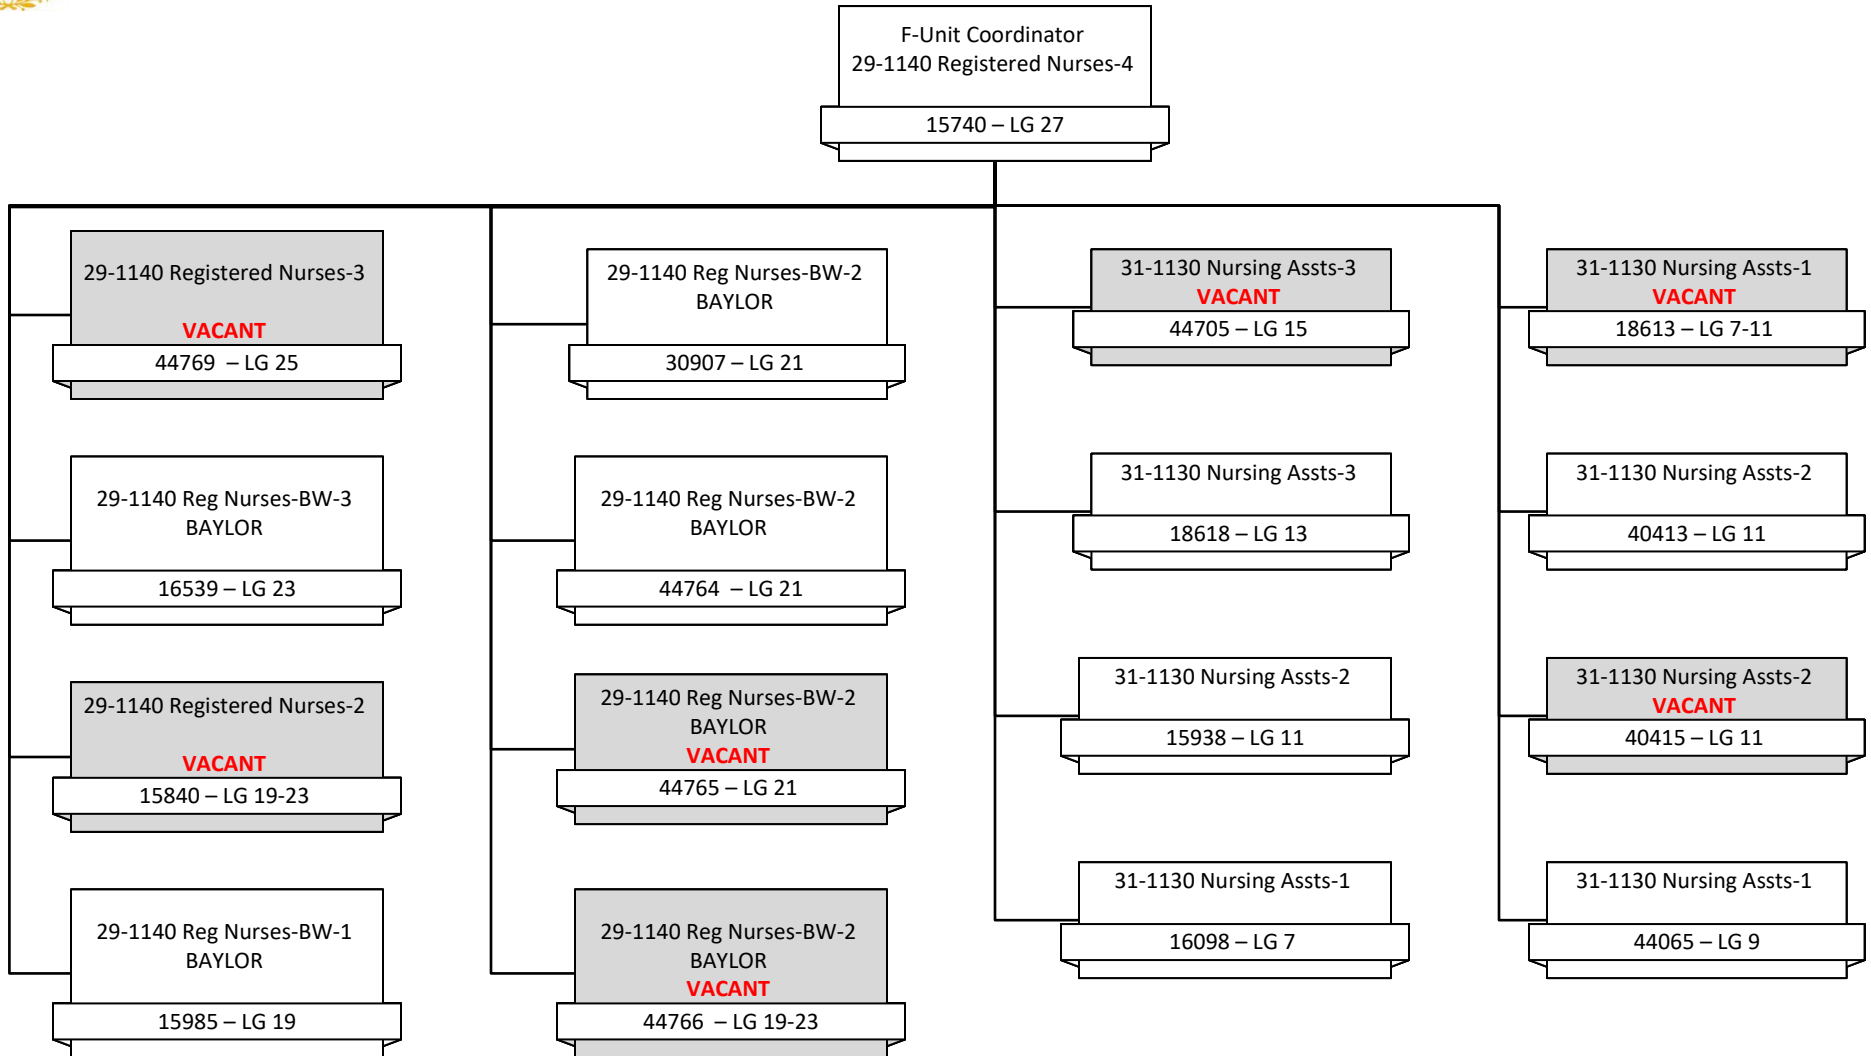 F-Unit Coordinator
29-1140 Registered Nurses-4
15740 – LG 27
29-1140 Registered Nurses-3
VACANT
44769 – LG 25
29-1140 Reg Nurses-BW-3
BAYLOR
16539 – LG 23
29-1140 Registered Nurses-2
VACANT
15840 – LG 19-23
29-1140 Reg Nurses-BW-1
BAYLOR
15985 – LG 19
29-1140 Reg Nurses-BW-2
BAYLOR
30907 – LG 21
29-1140 Reg Nurses-BW-2
BAYLOR
44764 – LG 21
29-1140 Reg Nurses-BW-2
BAYLOR
VACANT
44765 – LG 21
29-1140 Reg Nurses-BW-2
BAYLOR
VACANT
44766 – LG 19-23
31-1130 Nursing Assts-3
VACANT
44705 – LG 15
31-1130 Nursing Assts-3
18618 – LG 13
31-1130 Nursing Assts-2
15938 – LG 11
31-1130 Nursing Assts-1
16098 – LG 7
31-1130 Nursing Assts-1
VACANT
18613 – LG 7-11
31-1130 Nursing Assts-2
40413 – LG 11
31-1130 Nursing Assts-2
VACANT
40415 – LG 11
31-1130 Nursing Assts-1
44065 – LG 9